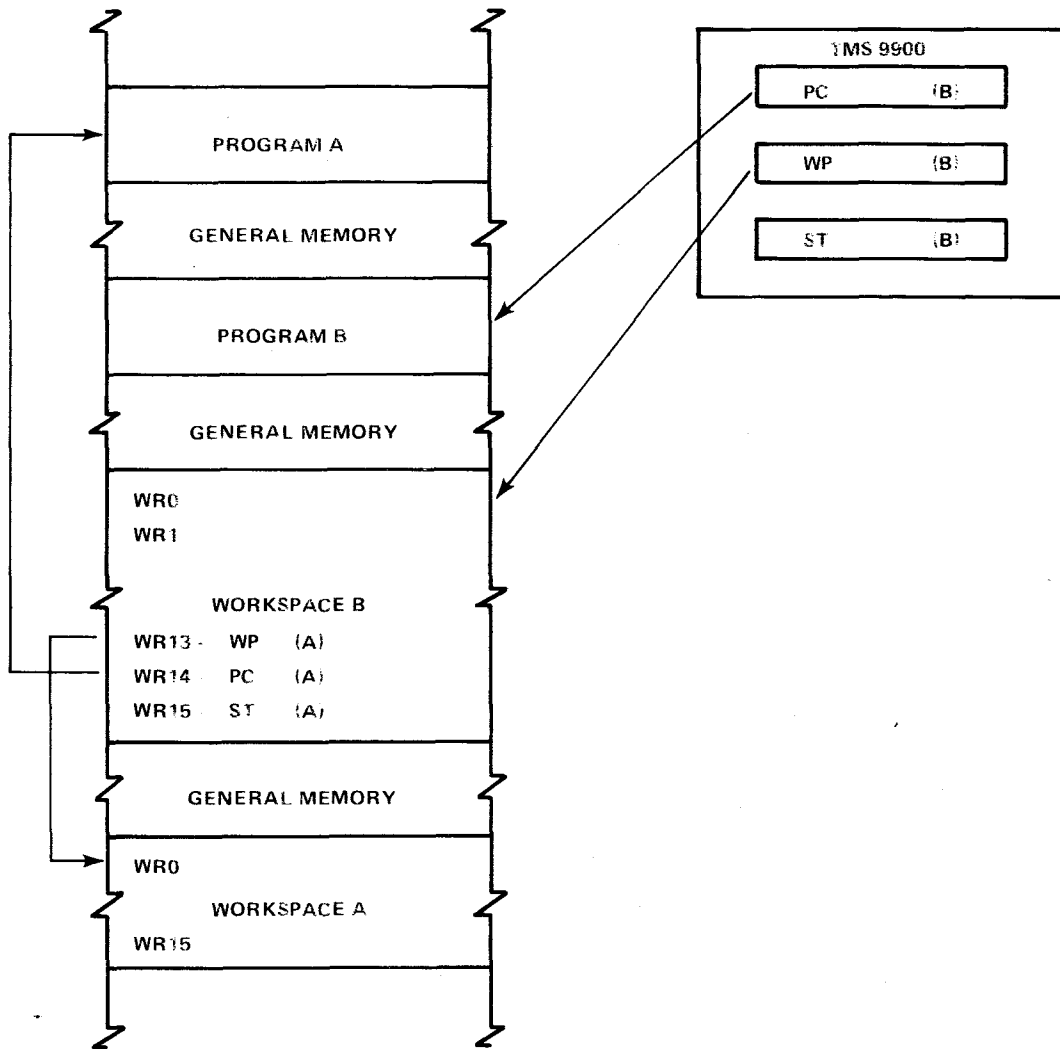 TMS 9900
PC (B)
WP (B)
ST (B)
PROGRAM A
GENERAL MEMORY
PROGRAM B
GENERAL MEMORY
WR0
WR1
WORKSPACE B
WR13 - WP (A)
WR14 PC (A)
WR15 ST (A)
GENERAL MEMORY
WR0
WORKSPACE A
WR15